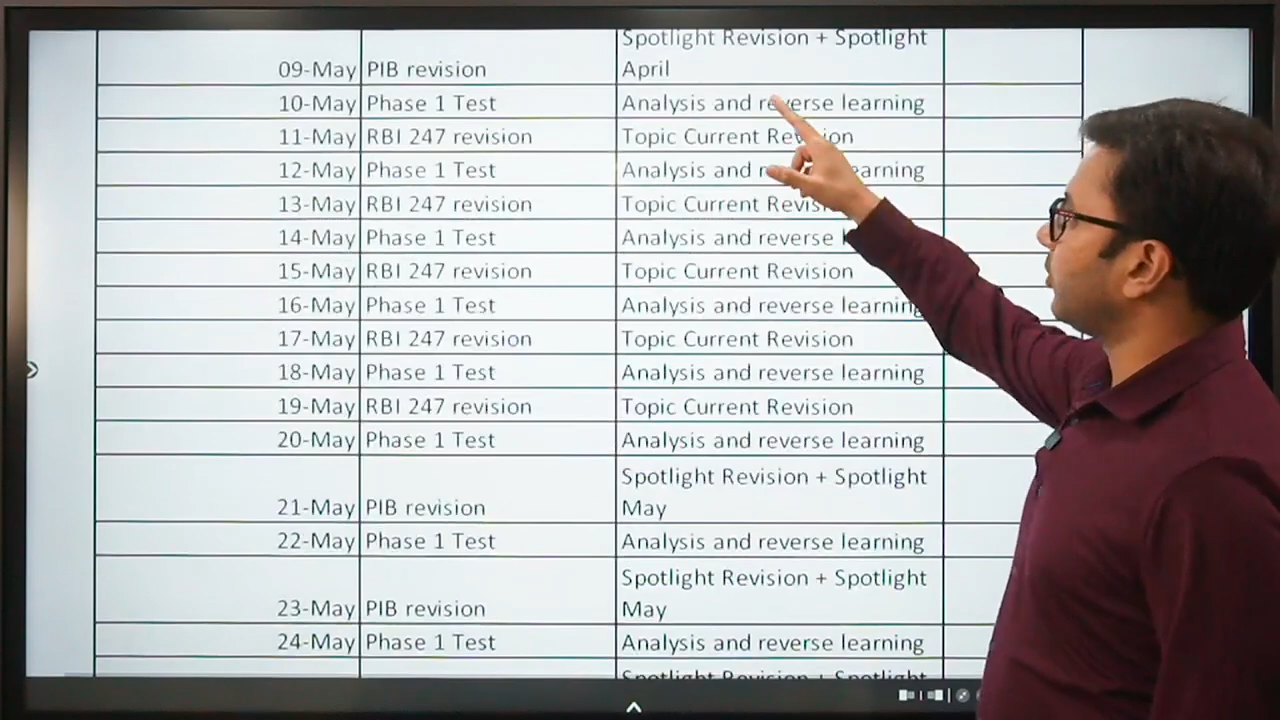 Spotlight Revision + Spotlight
09-May PIB revision April
10-May Phase 1 Test Analysis and reverse learning
11-May RBI 247 revision Topic Current Revision
12-May Phase 1 Test Analysis and learning
13-May RBI 247 revision Topic Current
14-May Phase 1 Test Analysis and reverse
15-May RBI 247 revision Topic Current Revision
16-May Phase 1 Test Analysis and reverse learning
17-May RBI 247 revision Topic Current Revision
18-May Phase 1 Test Analysis and reverse learning
19-May RBI 247 revision Topic Current Revision
20-May Phase 1 Test Analysis and reverse learning
Spotlight Revision + Spotlight
21-May PIB revision May
22-May Phase 1 Test Analysis and reverse learning
Spotlight Revision + Spotlight
23-May PIB revision May
24-May Phase 1 Test Analysis and reverse learning
Spotlight Revision + Spotlight